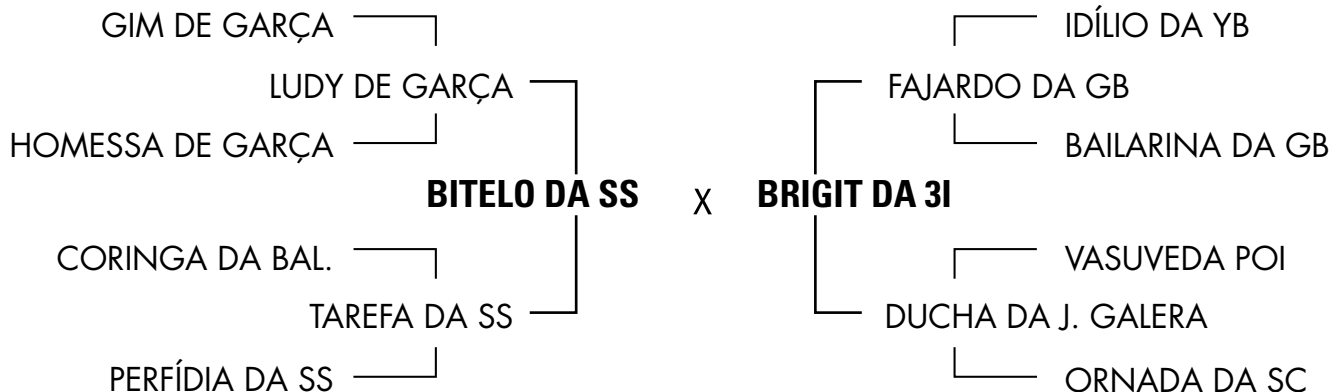 GIM DE GARÇA
IDÍLIO DA YB
LUDY DE GARÇA
FAJARDO DA GB
HOMESSA DE GARÇA
BAILARINA DA GB
BITELO DA SS X BRIGIT DA 3I
CORINGA DA BAL.
VASUVEDA POI
TAREFA DA SS
DUCHA DA J. GALERA
PERFÍDIA DA SS
ORNADA DA SC